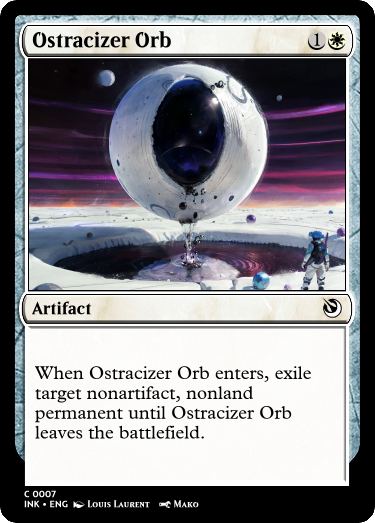 Ostracizer Orb 1
Artifact
When Ostracizer Orb enters, exile
target nonartifact, nonland
permanent until Ostracizer Orb
leaves the battlefield.
C 0007
INK • ENG Louis Laurent Mako